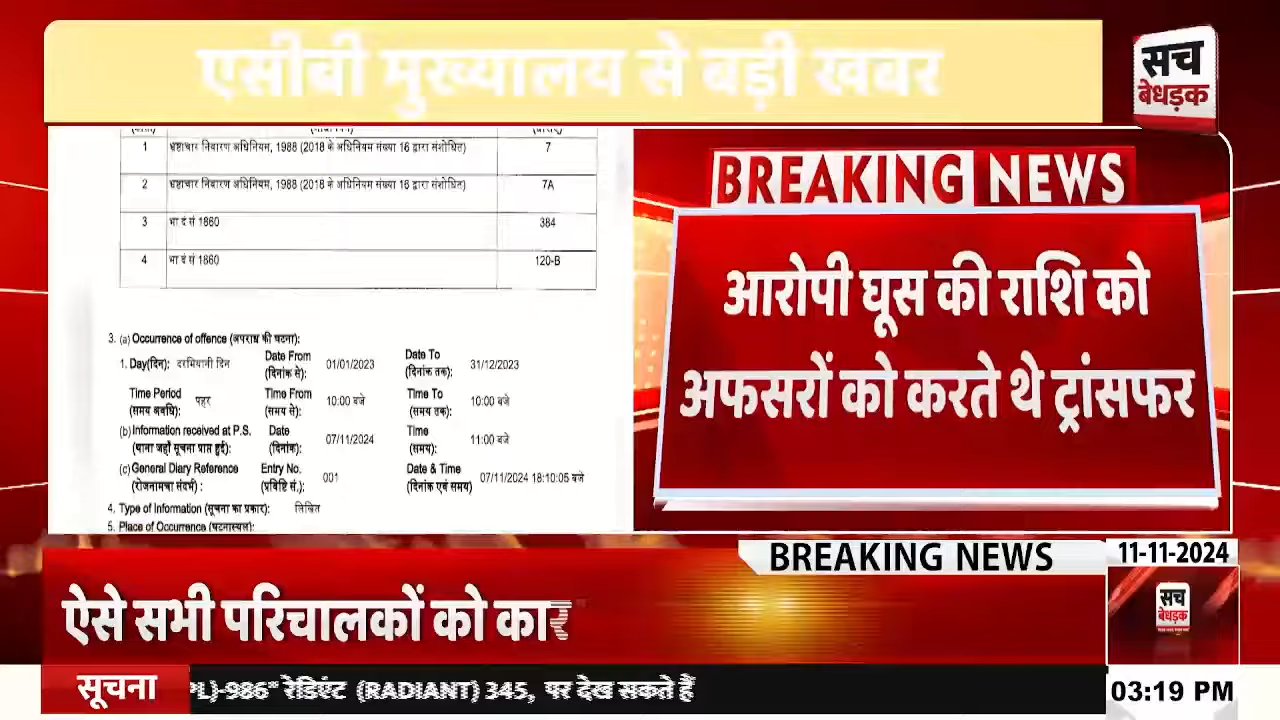 एसीबी मुख्यालय से बड़ी खबर
सच
बेधड़क
1 भ्रष्टाचार निवारण अधिनियम, 1988 (2018 के अधिनियम संख्या 16 द्वारा संशोधित) 7
2 भ्रष्टाचार निवारण अधिनियम, 1988 (2018 के अधिनियम संख्या 16 द्वारा संशोधित) 7A
3 भा दं सं 1860 384
4 भा दं सं 1860 120-B
3. (a) Occurrence of offence (अपराध की घटना):
1. Day(दिन): दरमियानी दिन Date From 01/01/2023 Date To 31/12/2023
(दिनांक से): (दिनांक तक):
Time Period पहर Time From 10:00 बजे Time To 10:00 बजे
(समय अवधि): (समय से): (समय तक):
(b) Information received at P.S. Date 07/11/2024 Time 11:00 बजे
(थाना जहाँ सूचना प्राप्त हुई): (दिनांक): (समय):
(c) General Diary Reference Entry No. 001 Date & Time 07/11/2024 18:10:05 बजे
(रोजनामचा संदर्भ) : (प्रविष्टि सं.): (दिनांक एवं समय)
4. Type of Information (सूचना का प्रकार): लिखित
5. Place of Occurrence (घटनास्थल):
BREAKING NEWS
आरोपी घूस की राशि को
अफसरों को करते थे ट्रांसफर
BREAKING NEWS
11-11-2024
ऐसे सभी परिचालकों को कार
सच
बेधड़क
सूचना
PL)-986" रेडिएंट (RADIANT) 345, पर देख सकते हैं
03:19 PM